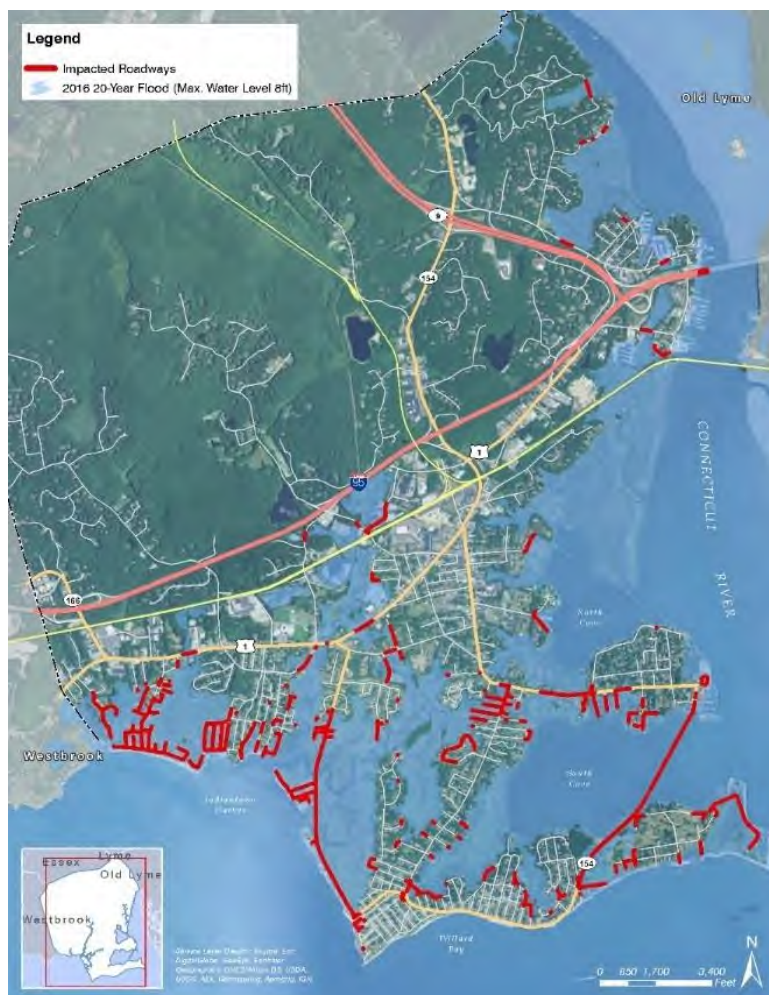 Legend
Impacted Roadways
2016 20-Year Flood (Max. Water Level 8ft)
Old Lyme
9
154
1
95
CONNECTICUT
RIVER
166
North
Cove
1
Westbrook
South
Cove
Harbor
154
Essex
Lyme
Old Lyme
Westbrook
Bay
N
0 850 1,700 3,400
Feet